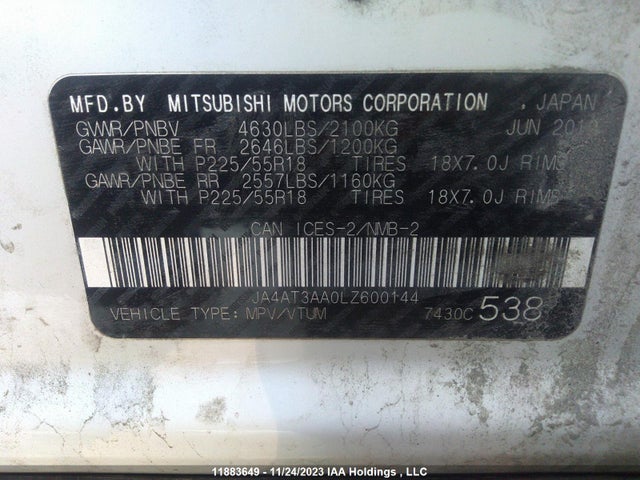 MFD.BY MITSUBISHI MOTORS CORPORATION . JAPAN
GVWR/PNBV 4630LBS/2100KG JUN 2019
GAWR/PNBE FR 2646LBS/1200KG
WITH P225/55R18 TIRES 18X7.0J RIMS
GAWR/PNBE RR 2557LBS/1160KG
WITH P225/55R18 TIRES 18X7.0J RIMS
CAN ICES-2/NMB-2
JA4AT3AA0LZ600144
VEHICLE TYPE: MPV/VTUM 7430C 538
11883649 - 11/24/2023 IAA Holdings , LLC